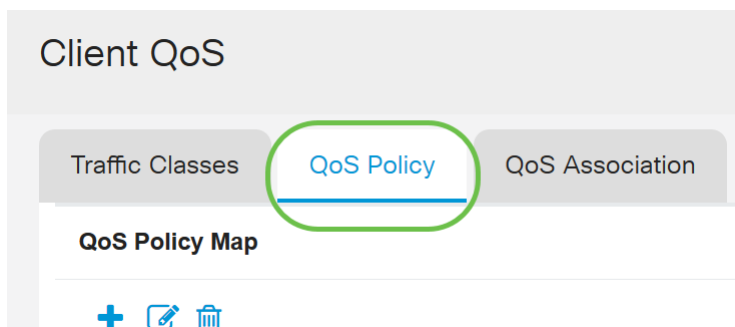 Client QoS
Traffic Classes QoS Policy QoS Association
QoS Policy Map